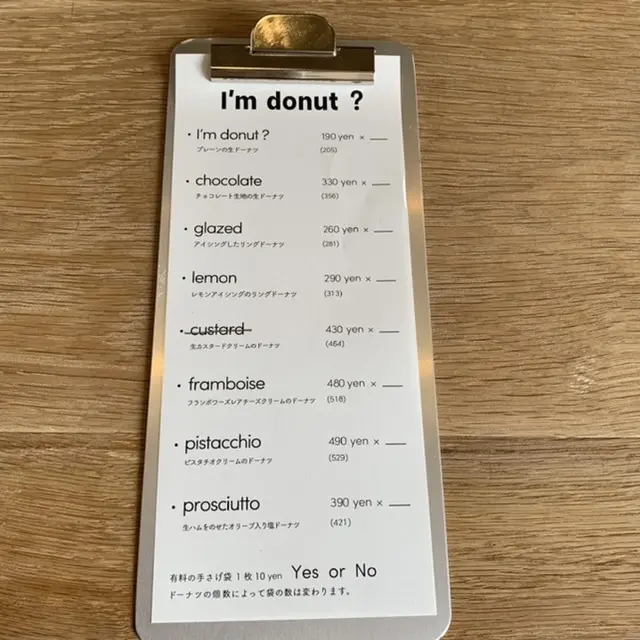 I'm donut ?
・I'm donut ? 190 yen × __
プレーンの生ドーナツ (205)
・chocolate 330 yen × __
チョコレート生地の生ドーナツ (356)
・glazed 260 yen × __
アイシングしたリングドーナツ (281)
・lemon 290 yen × __
レモンアイシングのリングドーナツ (313)
・custard 430 yen × __
生カスタードクリームのドーナツ (464)
・framboise 480 yen × __
フランボワーズレアチーズクリームのドーナツ (518)
・pistacchio 490 yen × __
ピスタチオクリームのドーナツ (529)
・prosciutto 390 yen × __
生ハムをのせたオリーブ入り塩ドーナツ (421)
有料の手さげ袋 1 枚 10 yen Yes or No
ドーナツの個数によって袋の数は変わります。